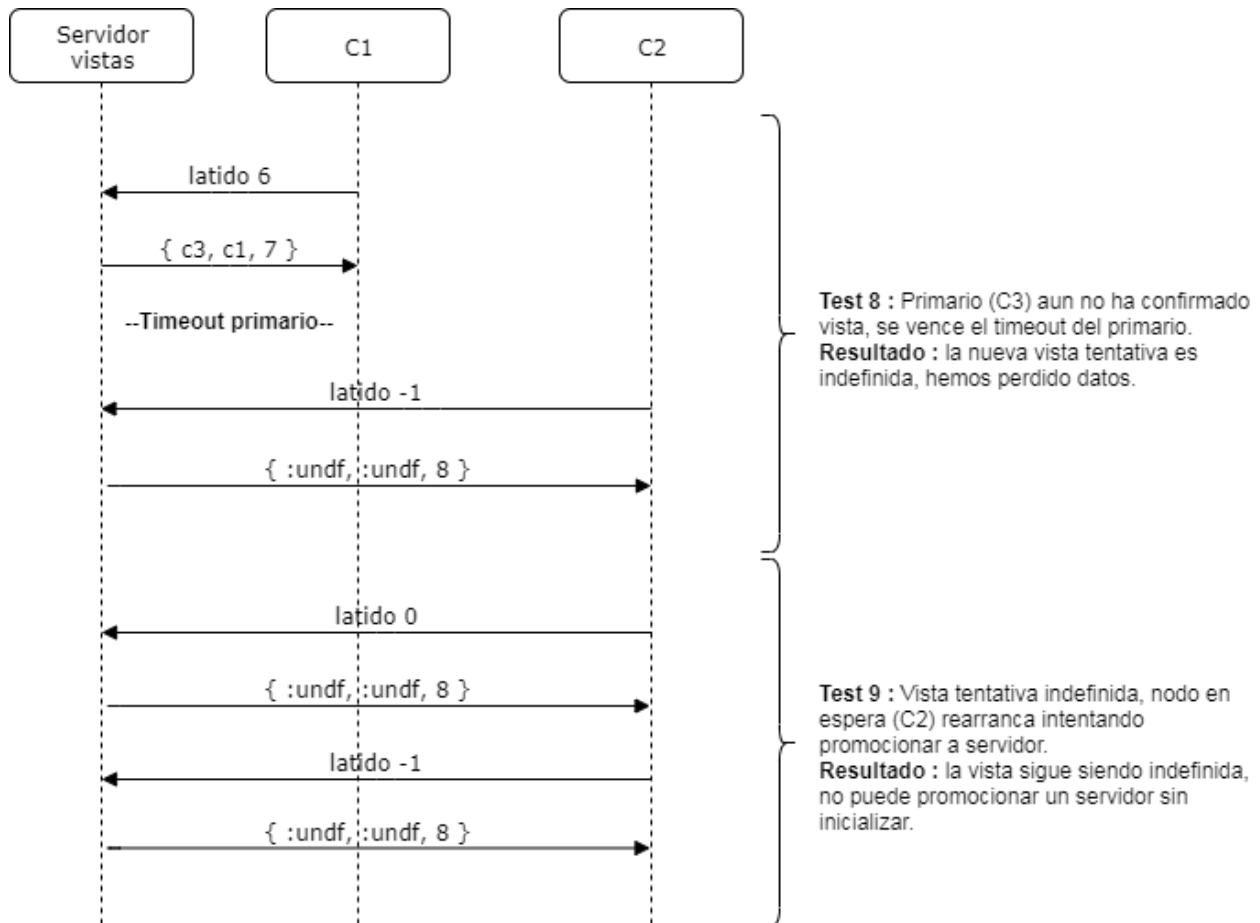 Servidor
vistas
C1
C2
latido 6
{ c3, c1, 7 }
--Timeout primario--
latido -1
{ :undf, :undf, 8 }
Test 8 : Primario (C3) aun no ha confirmado
vista, se vence el timeout del primario.
Resultado : la nueva vista tentativa es
indefinida, hemos perdido datos.
latido 0
{ :undf, :undf, 8 }
latido -1
{ :undf, :undf, 8 }
Test 9 : Vista tentativa indefinida, nodo en
espera (C2) rearranca intentando
promocionar a servidor.
Resultado : la vista sigue siendo indefinida,
no puede promocionar un servidor sin
inicializar.